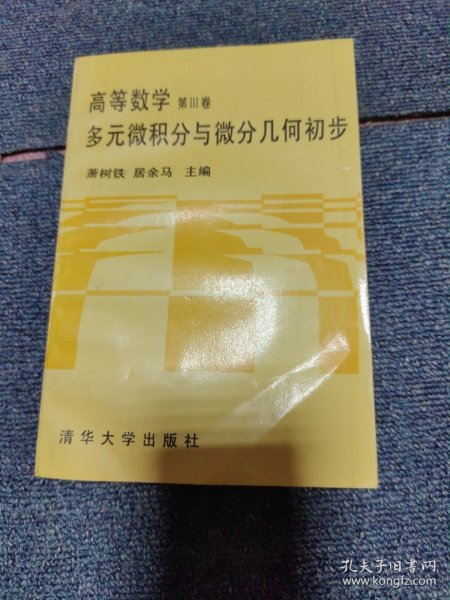 高等数学 第III卷
多元微积分与微分几何初步
萧树铁 居余马 主编
清华大学出版社
孔夫子旧书网
www.kongfz.com